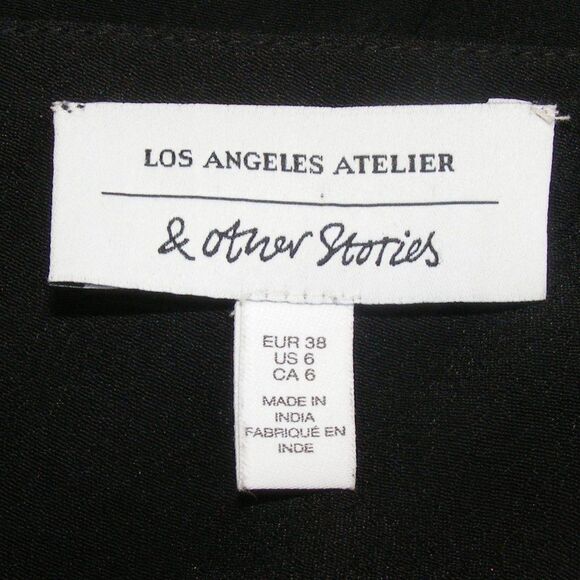 LOS ANGELES ATELIER
& other Stories
EUR 38
US 6
CA 6
MADE IN
INDIA
FABRIQUÉ EN
INDE